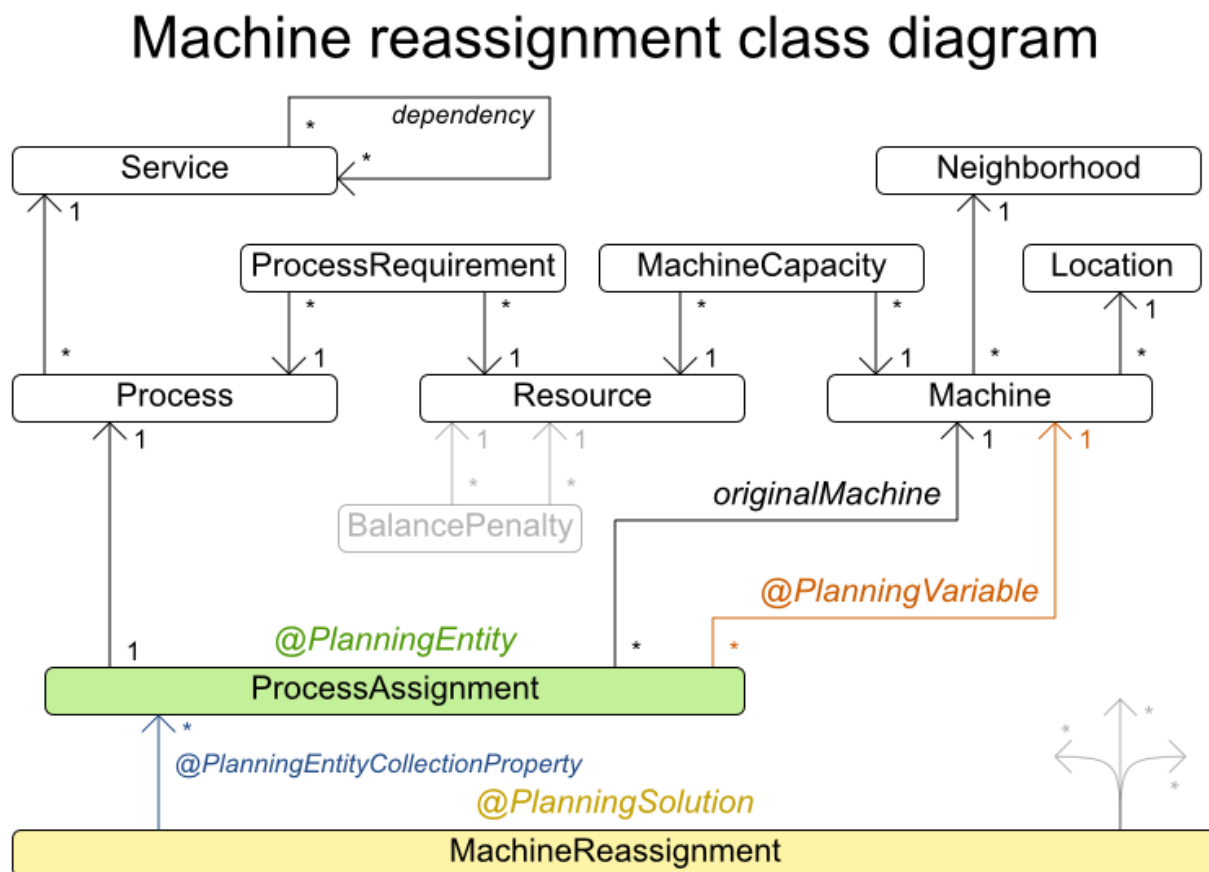 Machine reassignment class diagram
dependency
*
*
Service
Neighborhood
1
1
ProcessRequirement
MachineCapacity
Location
*
*
*
*
1
*
1
1
1
1
*
*
Process
Resource
Machine
1
1
1
1
1
originalMachine
*
*
BalancePenalty
@PlanningVariable
@PlanningEntity
1
*
*
ProcessAssignment
*
*
*
@PlanningEntityCollectionProperty
*
@PlanningSolution
MachineReassignment